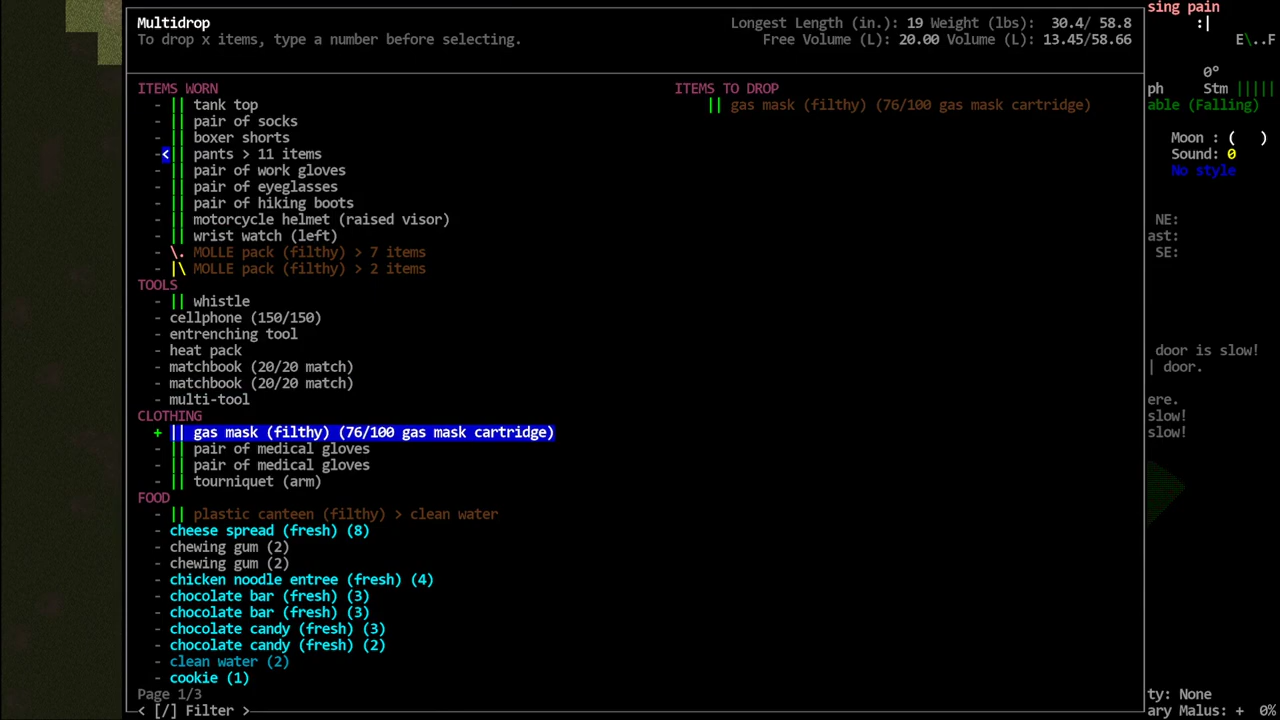 Multidrop
Longest Length (in.): 19 Weight (lbs): 30.4/ 58.8
To drop x items, type a number before selecting.
Free Volume (L): 20.00 Volume (L): 13.45/58.66
ITEMS WORN
- || tank top
- || pair of socks
- || boxer shorts
-<|| pants > 11 items
- || pair of work gloves
- || pair of eyeglasses
- || pair of hiking boots
- || motorcycle helmet (raised visor)
- || wrist watch (left)
- \. MOLLE pack (filthy) > 7 items
- |\ MOLLE pack (filthy) > 2 items
TOOLS
- || whistle
- cellphone (150/150)
- entrenching tool
- heat pack
- matchbook (20/20 match)
- matchbook (20/20 match)
- multi-tool
CLOTHING
+ || gas mask (filthy) (76/100 gas mask cartridge)
- || pair of medical gloves
- || pair of medical gloves
- || tourniquet (arm)
FOOD
- || plastic canteen (filthy) > clean water
- cheese spread (fresh) (8)
- chewing gum (2)
- chewing gum (2)
- chicken noodle entree (fresh) (4)
- chocolate bar (fresh) (3)
- chocolate bar (fresh) (3)
- chocolate candy (fresh) (3)
- chocolate candy (fresh) (2)
- clean water (2)
- cookie (1)
Page 1/3
< [/] Filter >
ITEMS TO DROP
|| gas mask (filthy) (76/100 gas mask cartridge)
sing pain
:|
E\..F
0°
ph Stm |||||
able (Falling)
Moon : ( )
Sound: 0
No style
NE:
ast:
SE:
door is slow!
| door.
ere.
slow!
slow!
ty: None
ary Malus: + 0%